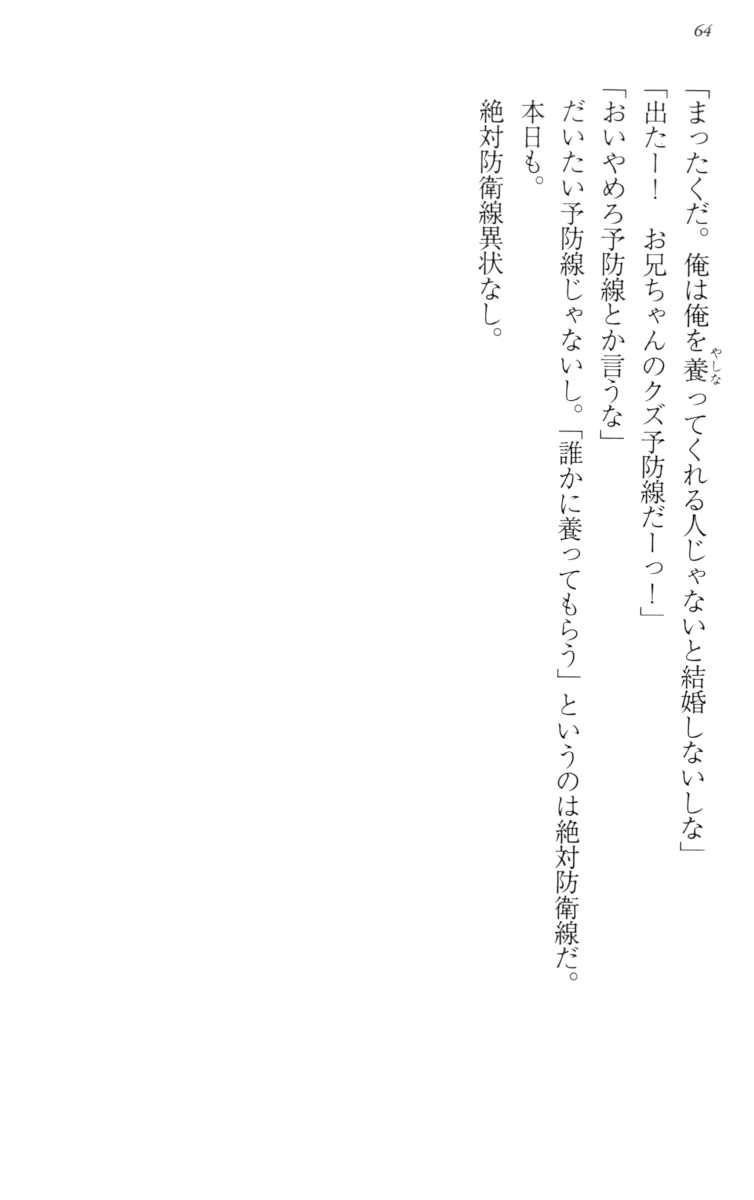 64
「まったくだ。俺は俺を養ってくれる人じゃないと結婚しないしな」
やしな
「出たー！　お兄ちゃんのクズ予防線だーっ！」
「おいやめろ予防線とか言うな」
だいたい予防線じゃないし。「誰かに養ってもらう」というのは絶対防衛線だ。
本日も。
絶対防衛線異状なし。